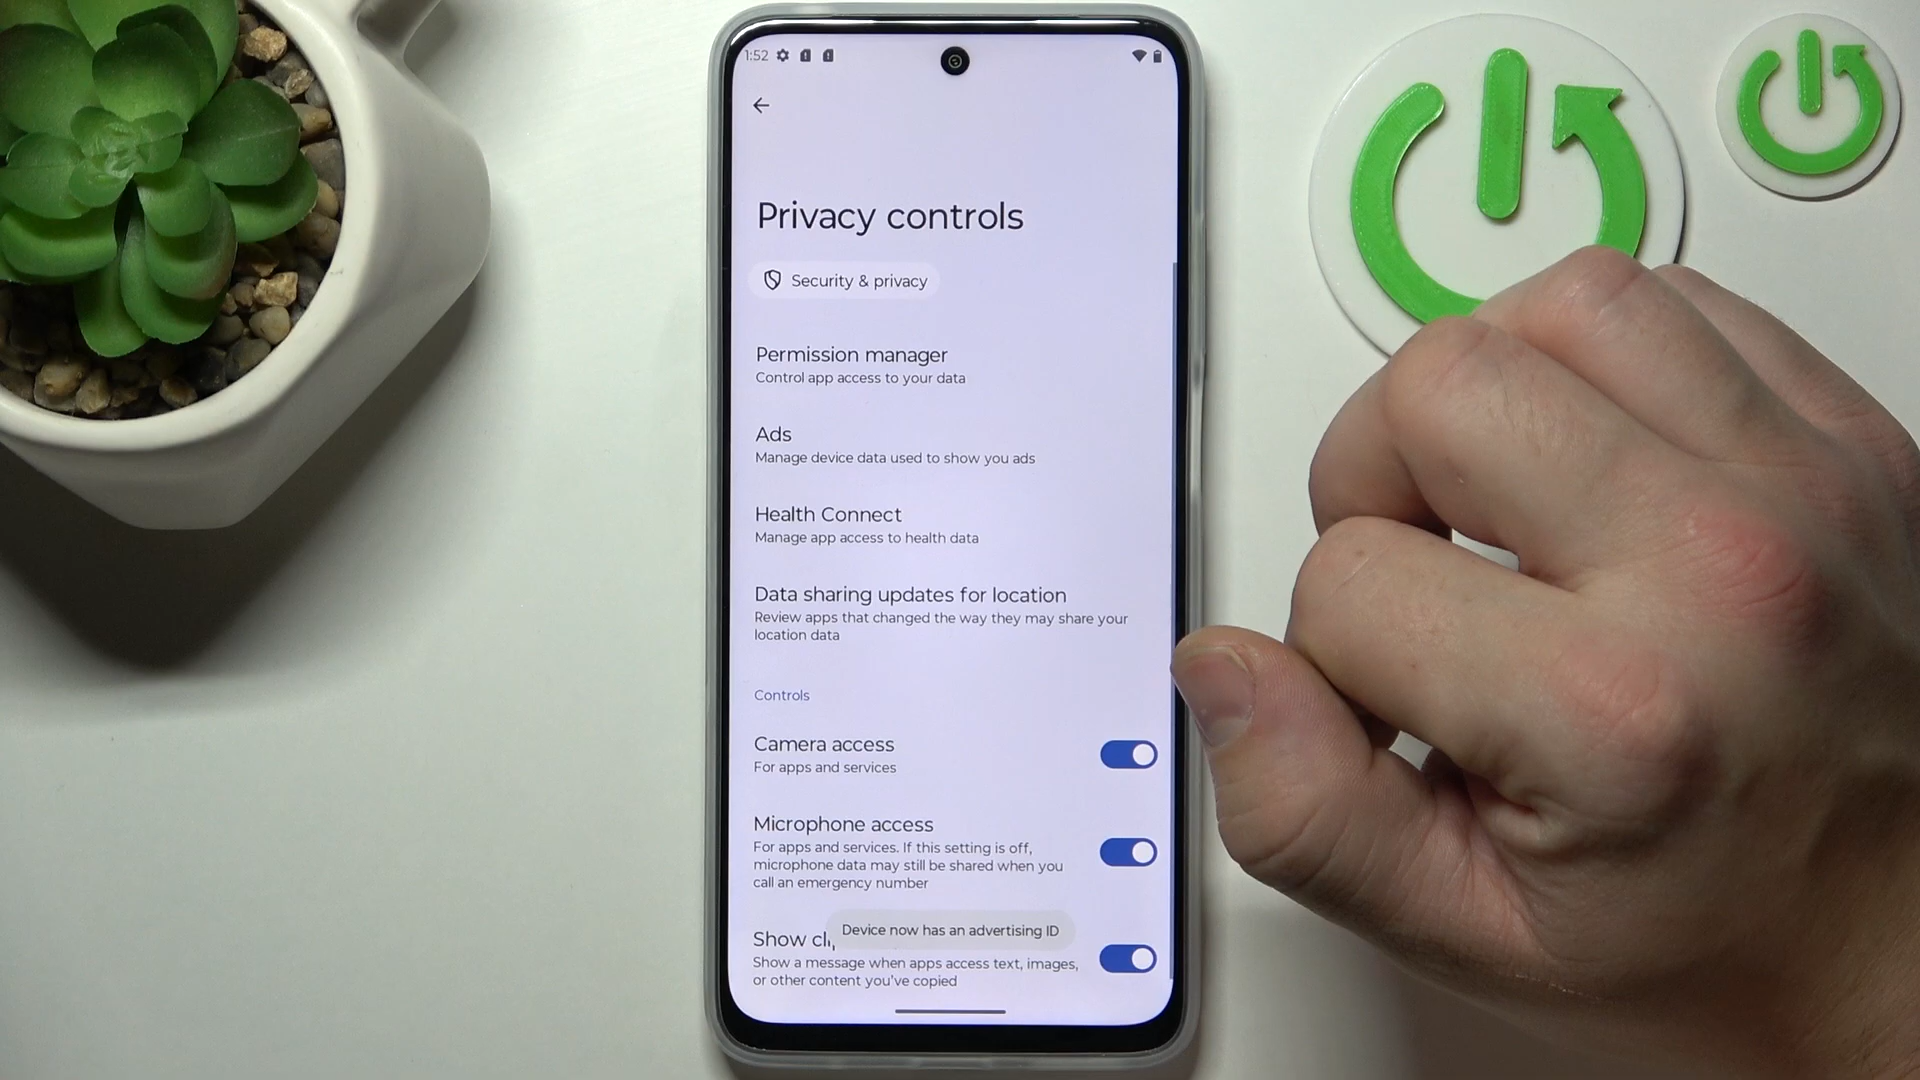 1:52
Privacy controls
Security & privacy
Permission manager
Control app access to your data
Ads
Manage device data used to show you ads
Health Connect
Manage app access to health data
Data sharing updates for location
Review apps that changed the way they may share your
location data
Controls
Camera access
For apps and services
Microphone access
For apps and services. If this setting is off,
microphone data may still be shared when you
call an emergency number
Device now has an advertising ID
Show
Show a message when apps access text, images,
or other content you've copied